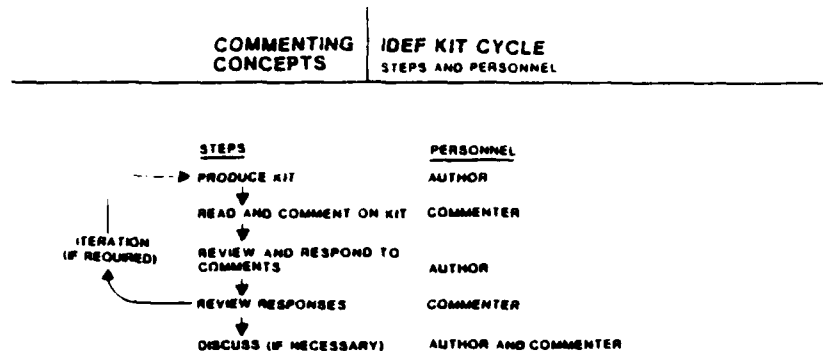 COMMENTING CONCEPTS
IDEF KIT CYCLE
STEPS AND PERSONNEL
STEPS PERSONNEL
PRODUCE KIT AUTHOR
READ AND COMMENT ON KIT COMMENTER
ITERATION
(IF REQUIRED)
REVIEW AND RESPOND TO
COMMENTS AUTHOR
REVIEW RESPONSES COMMENTER
DISCUSS (IF NECESSARY) AUTHOR AND COMMENTER